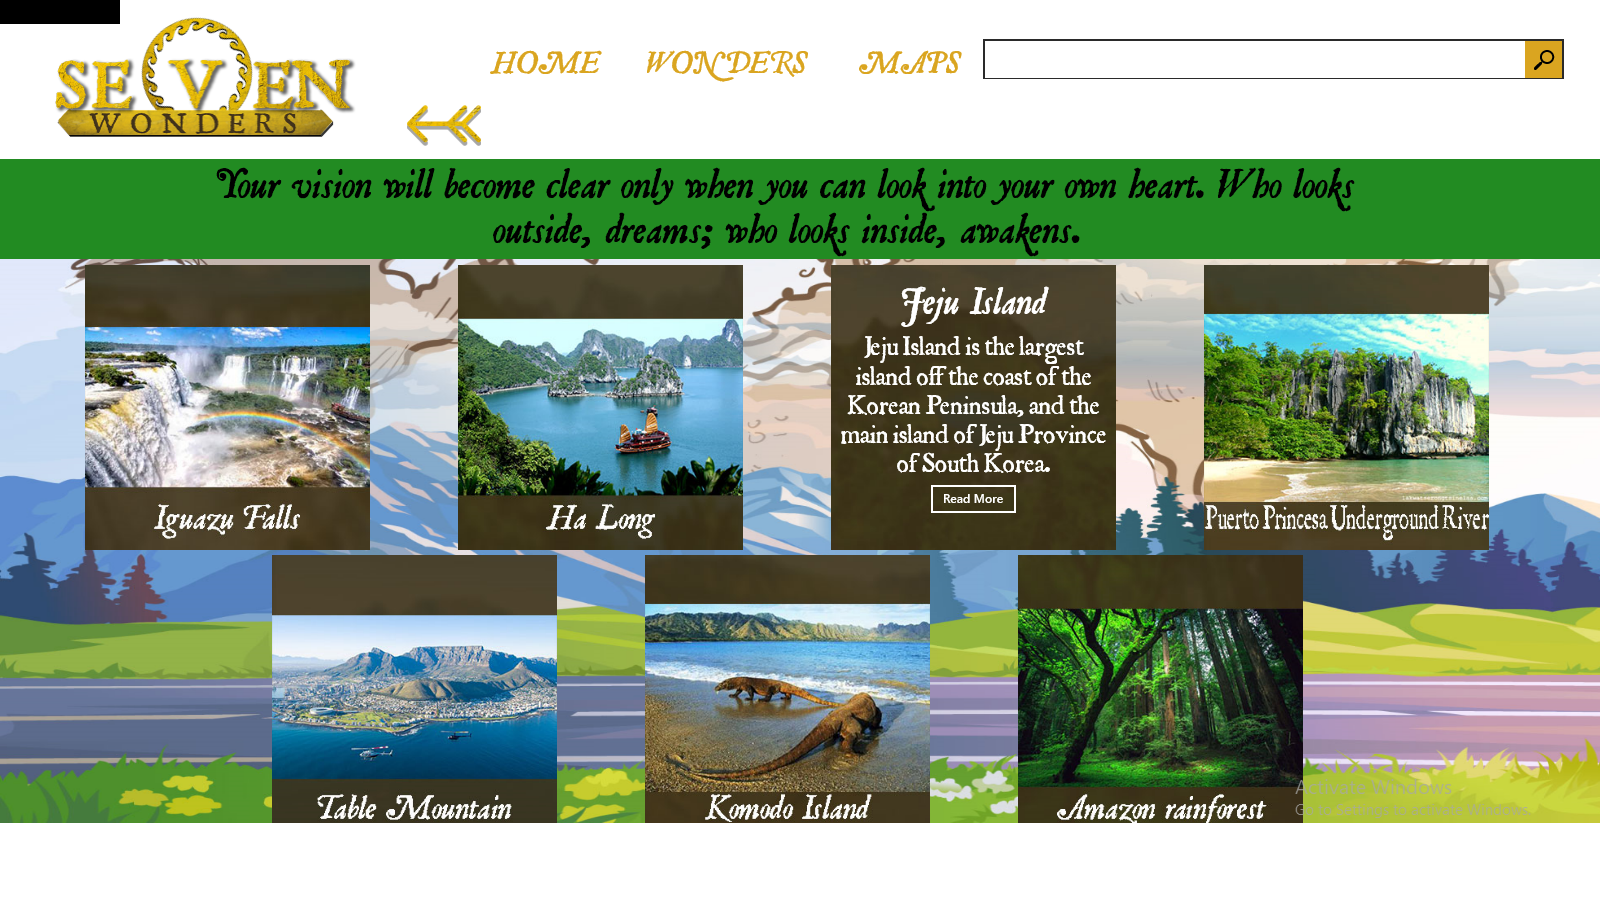 SEVEN
WONDERS
HOME WONDERS MAPS
Your vision will become clear only when you can look into your own heart. Who looks
outside, dreams; who looks inside, awakens.
Iguazu Falls
Ha Long
Jeju Island
Jeju Island is the largest
island off the coast of the
Korean Peninsula, and the
main island of Jeju Province
of South Korea.
Read More
Puerto Princesa Underground River
Table Mountain
Komodo Island
Amazon rainforest
Activate Windows
Go to Settings to activate Windows.